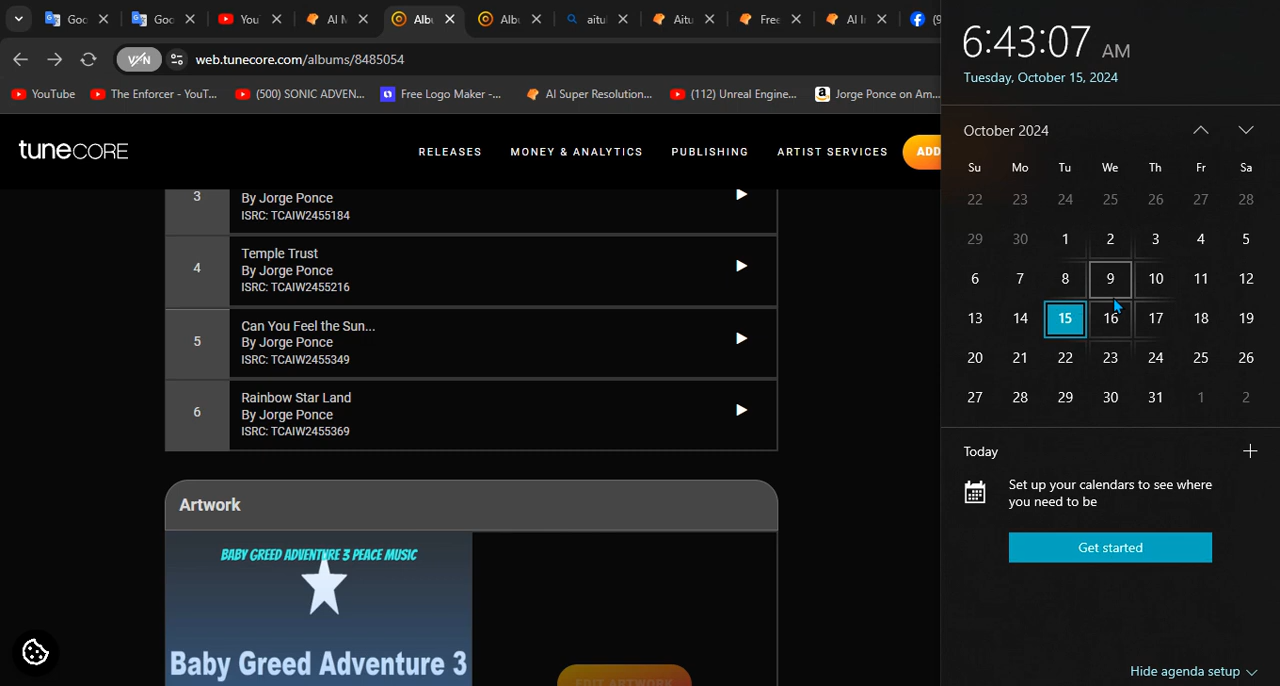 Goo
Goo
You
AI M
Albu
Albu
aitu
Aitu
Free
AI I
(9
V/N
web.tunecore.com/albums/8485054
YouTube
The Enforcer - YouT...
(500) SONIC ADVEN...
Free Logo Maker -...
AI Super Resolution...
(112) Unreal Engine...
Jorge Ponce on Am...
tunecore
RELEASES
MONEY & ANALYTICS
PUBLISHING
ARTIST SERVICES
ADD
3
By Jorge Ponce
ISRC: TCAIW2455184
4
Temple Trust
By Jorge Ponce
ISRC: TCAIW2455216
5
Can You Feel the Sun...
By Jorge Ponce
ISRC: TCAIW2455349
6
Rainbow Star Land
By Jorge Ponce
ISRC: TCAIW2455369
Artwork
BABY GREED ADVENTURE 3 PEACE MUSIC
Baby Greed Adventure 3
EDIT ARTWORK
6:43:07 AM
Tuesday, October 15, 2024
October 2024
Su Mo Tu We Th Fr Sa
22 23 24 25 26 27 28
29 30 1 2 3 4 5
6 7 8 9 10 11 12
13 14 15 16 17 18 19
20 21 22 23 24 25 26
27 28 29 30 31 1 2
Today
Set up your calendars to see where
you need to be
Get started
Hide agenda setup